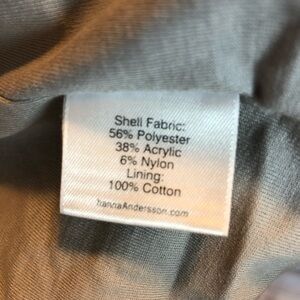 Shell Fabric:
56% Polyester
38% Acrylic
6% Nylon
Lining:
100% Cotton
hannaAndersson.com